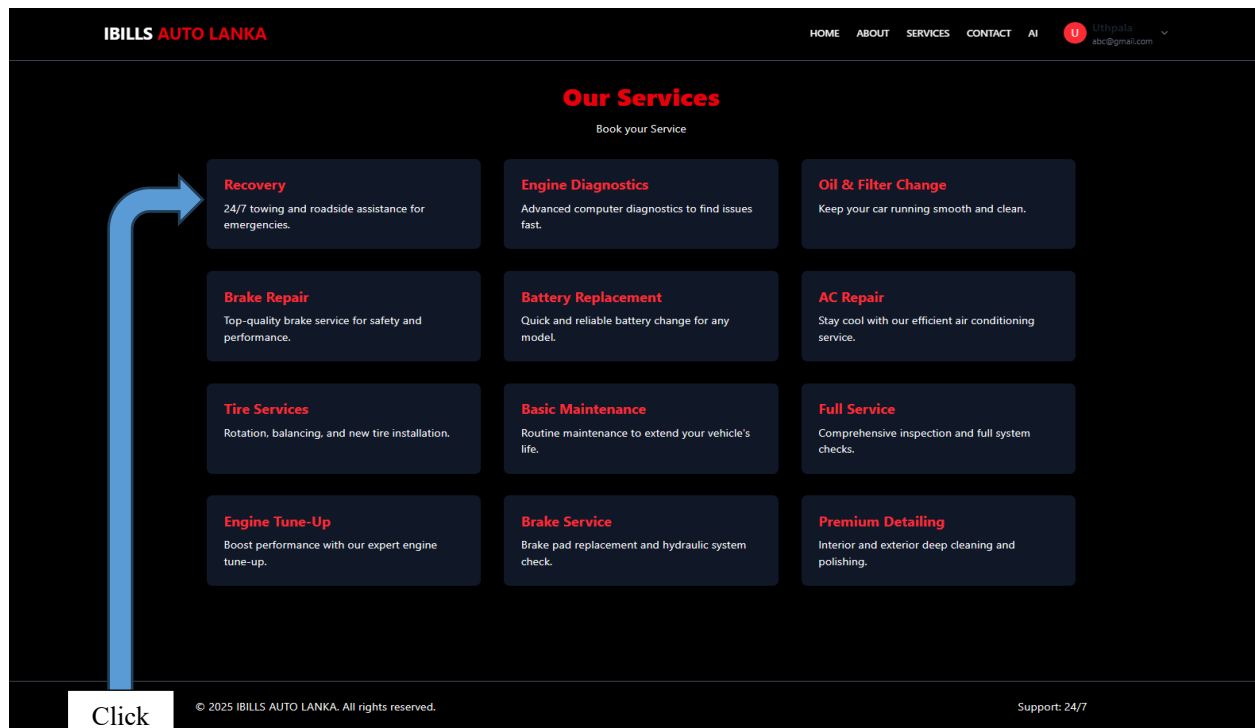 IBILLS AUTO LANKA
HOME ABOUT SERVICES CONTACT AI
U
Uthpala
abc@gmail.com
Our Services
Book your Service
Recovery
24/7 towing and roadside assistance for
emergencies.
Engine Diagnostics
Advanced computer diagnostics to find issues
fast.
Oil & Filter Change
Keep your car running smooth and clean.
Brake Repair
Top-quality brake service for safety and
performance.
Battery Replacement
Quick and reliable battery change for any
model.
AC Repair
Stay cool with our efficient air conditioning
service.
Tire Services
Rotation, balancing, and new tire installation.
Basic Maintenance
Routine maintenance to extend your vehicle's
life.
Full Service
Comprehensive inspection and full system
checks.
Engine Tune-Up
Boost performance with our expert engine
tune-up.
Brake Service
Brake pad replacement and hydraulic system
check.
Premium Detailing
Interior and exterior deep cleaning and
polishing.
Click
© 2025 IBILLS AUTO LANKA. All rights reserved.
Support: 24/7